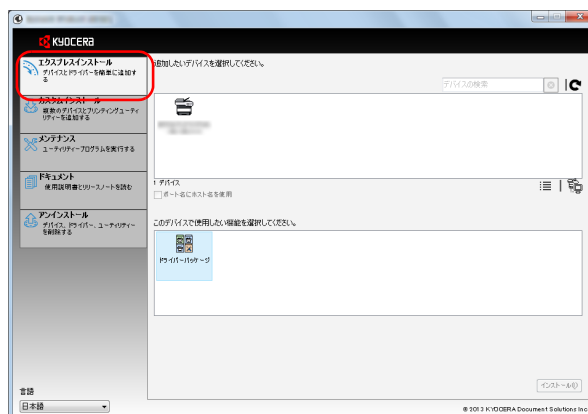 KYOCERA
エクスプレスインストール
デバイスとドライバーを簡単に追加す
る
カスタムインストール
複数のデバイスとプリンティングユーティ
リティーを追加する
メンテナンス
ユーティリティープログラムを実行する
ドキュメント
使用説明書とリリースノートを読む
アンインストール
デバイス、ドライバー、ユーティリティー
を削除する
言語
日本語
追加したいデバイスを選択してください。
デバイスの検索
1 デバイス
ポート名にホスト名を使用
このデバイスで使用したい機能を選択してください。
ドライバーパッケージ
インストール(I)
© 2013 KYOCERA Document Solutions Inc.